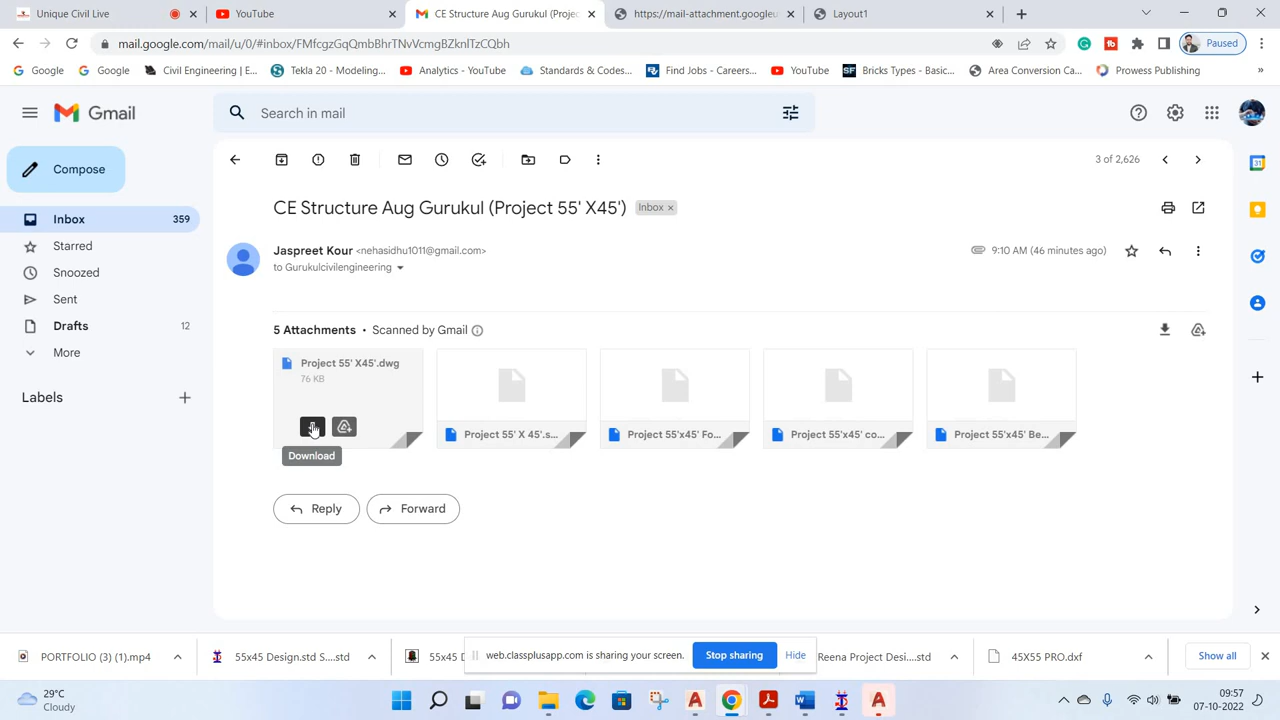 Unique Civil Live
YouTube
CE Structure Aug Gurukul (Projec
https://mail-attachment.googleu
Layout1
mail.google.com/mail/u/0/#inbox/
Paused
Google
Google
Civil Engineering | E...
Tekla 20 - Modeling...
Analytics - YouTube
Standards & Codes...
Find Jobs - Careers...
YouTube
Bricks Types - Basic...
Area Conversion Ca...
Prowess Publishing
Gmail
Search in mail
Compose
3 of 2,626
Inbox 359
CE Structure Aug Gurukul (Project 55' X45')
Inbox ×
Starred
Jaspreet Kour <nehasidhu1011@gmail.com>
9:10 AM (46 minutes ago)
to Gurukulcivilengineering
Snoozed
Sent
Drafts 12
5 Attachments • Scanned by Gmail
More
Project 55' X45'.dwg
76 KB
Labels
Project 55' X 45'.s...
Project 55'x45' Fo...
Project 55'x45' co...
Project 55'x45' Be...
Download
Reply
Forward
PORTFOLIO (3) (1).mp4
55x45 Design.std S....std
55x45 D
web.classplusapp.com is sharing your screen.
Stop sharing
Hide
Reena Project Desi....std
45X55 PRO.dxf
Show all
29°C
Cloudy
09:57
07-10-2022